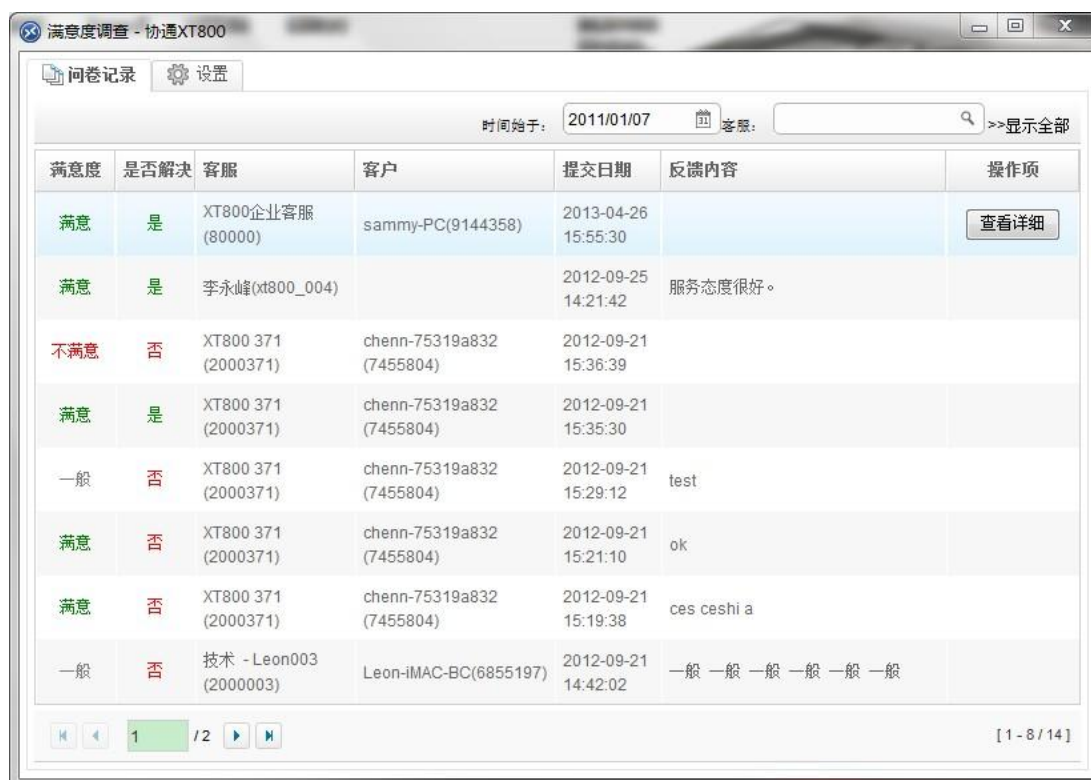 满意度调查 - 协通XT800
问卷记录 设置
时间始于： 2011/01/07 31 客服： >>显示全部
满意度 是否解决 客服 客户 提交日期 反馈内容 操作项
满意 是 XT800企业客服 (80000) sammy-PC(9144358) 2013-04-26 15:55:30 查看详细
满意 是 李永峰(xt800_004) 2012-09-25 14:21:42 服务态度很好。
不满意 否 XT800 371 (2000371) chenn-75319a832 (7455804) 2012-09-21 15:36:39
满意 是 XT800 371 (2000371) chenn-75319a832 (7455804) 2012-09-21 15:35:30
一般 否 XT800 371 (2000371) chenn-75319a832 (7455804) 2012-09-21 15:29:12 test
满意 否 XT800 371 (2000371) chenn-75319a832 (7455804) 2012-09-21 15:21:10 ok
满意 否 XT800 371 (2000371) chenn-75319a832 (7455804) 2012-09-21 15:19:38 ces ceshi a
一般 否 技术 - Leon003 (2000003) Leon-iMAC-BC(6855197) 2012-09-21 14:42:02 一般 一般 一般 一般 一般 一般
1 / 2 [ 1 - 8 / 14 ]